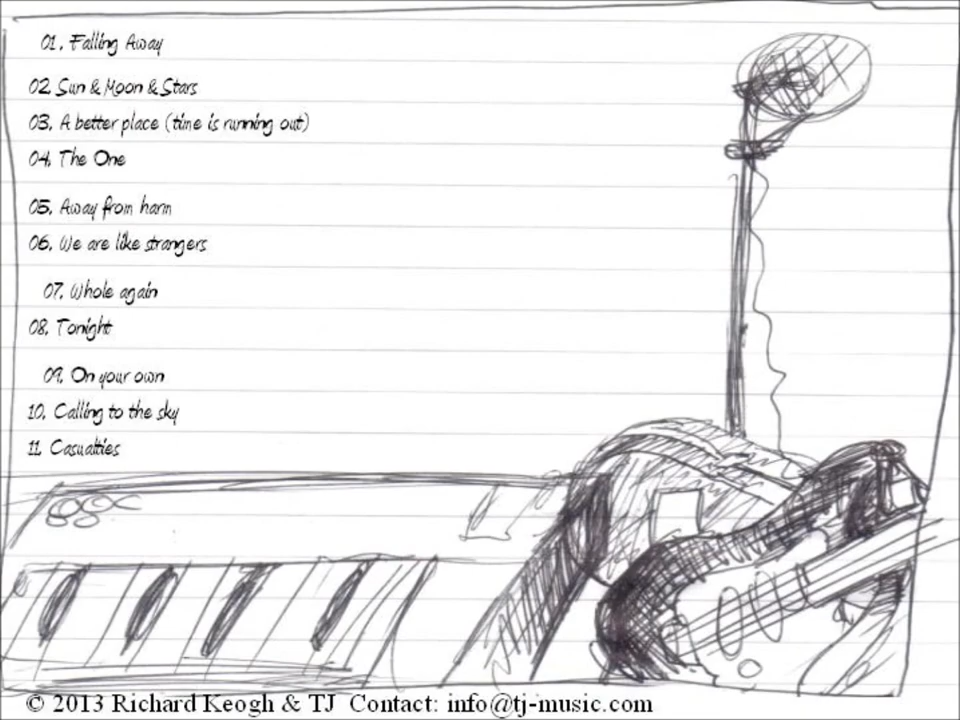 01. Falling Away
02. Sun & Moon & Stars
03. A better place (time is running out)
04. The One
05. Away from harm
06. We are like strangers
07. Whole again
08. Tonight
09. On your own
10. Calling to the sky
11. Casualties
© 2013 Richard Keogh & TJ Contact: info@tj-music.com